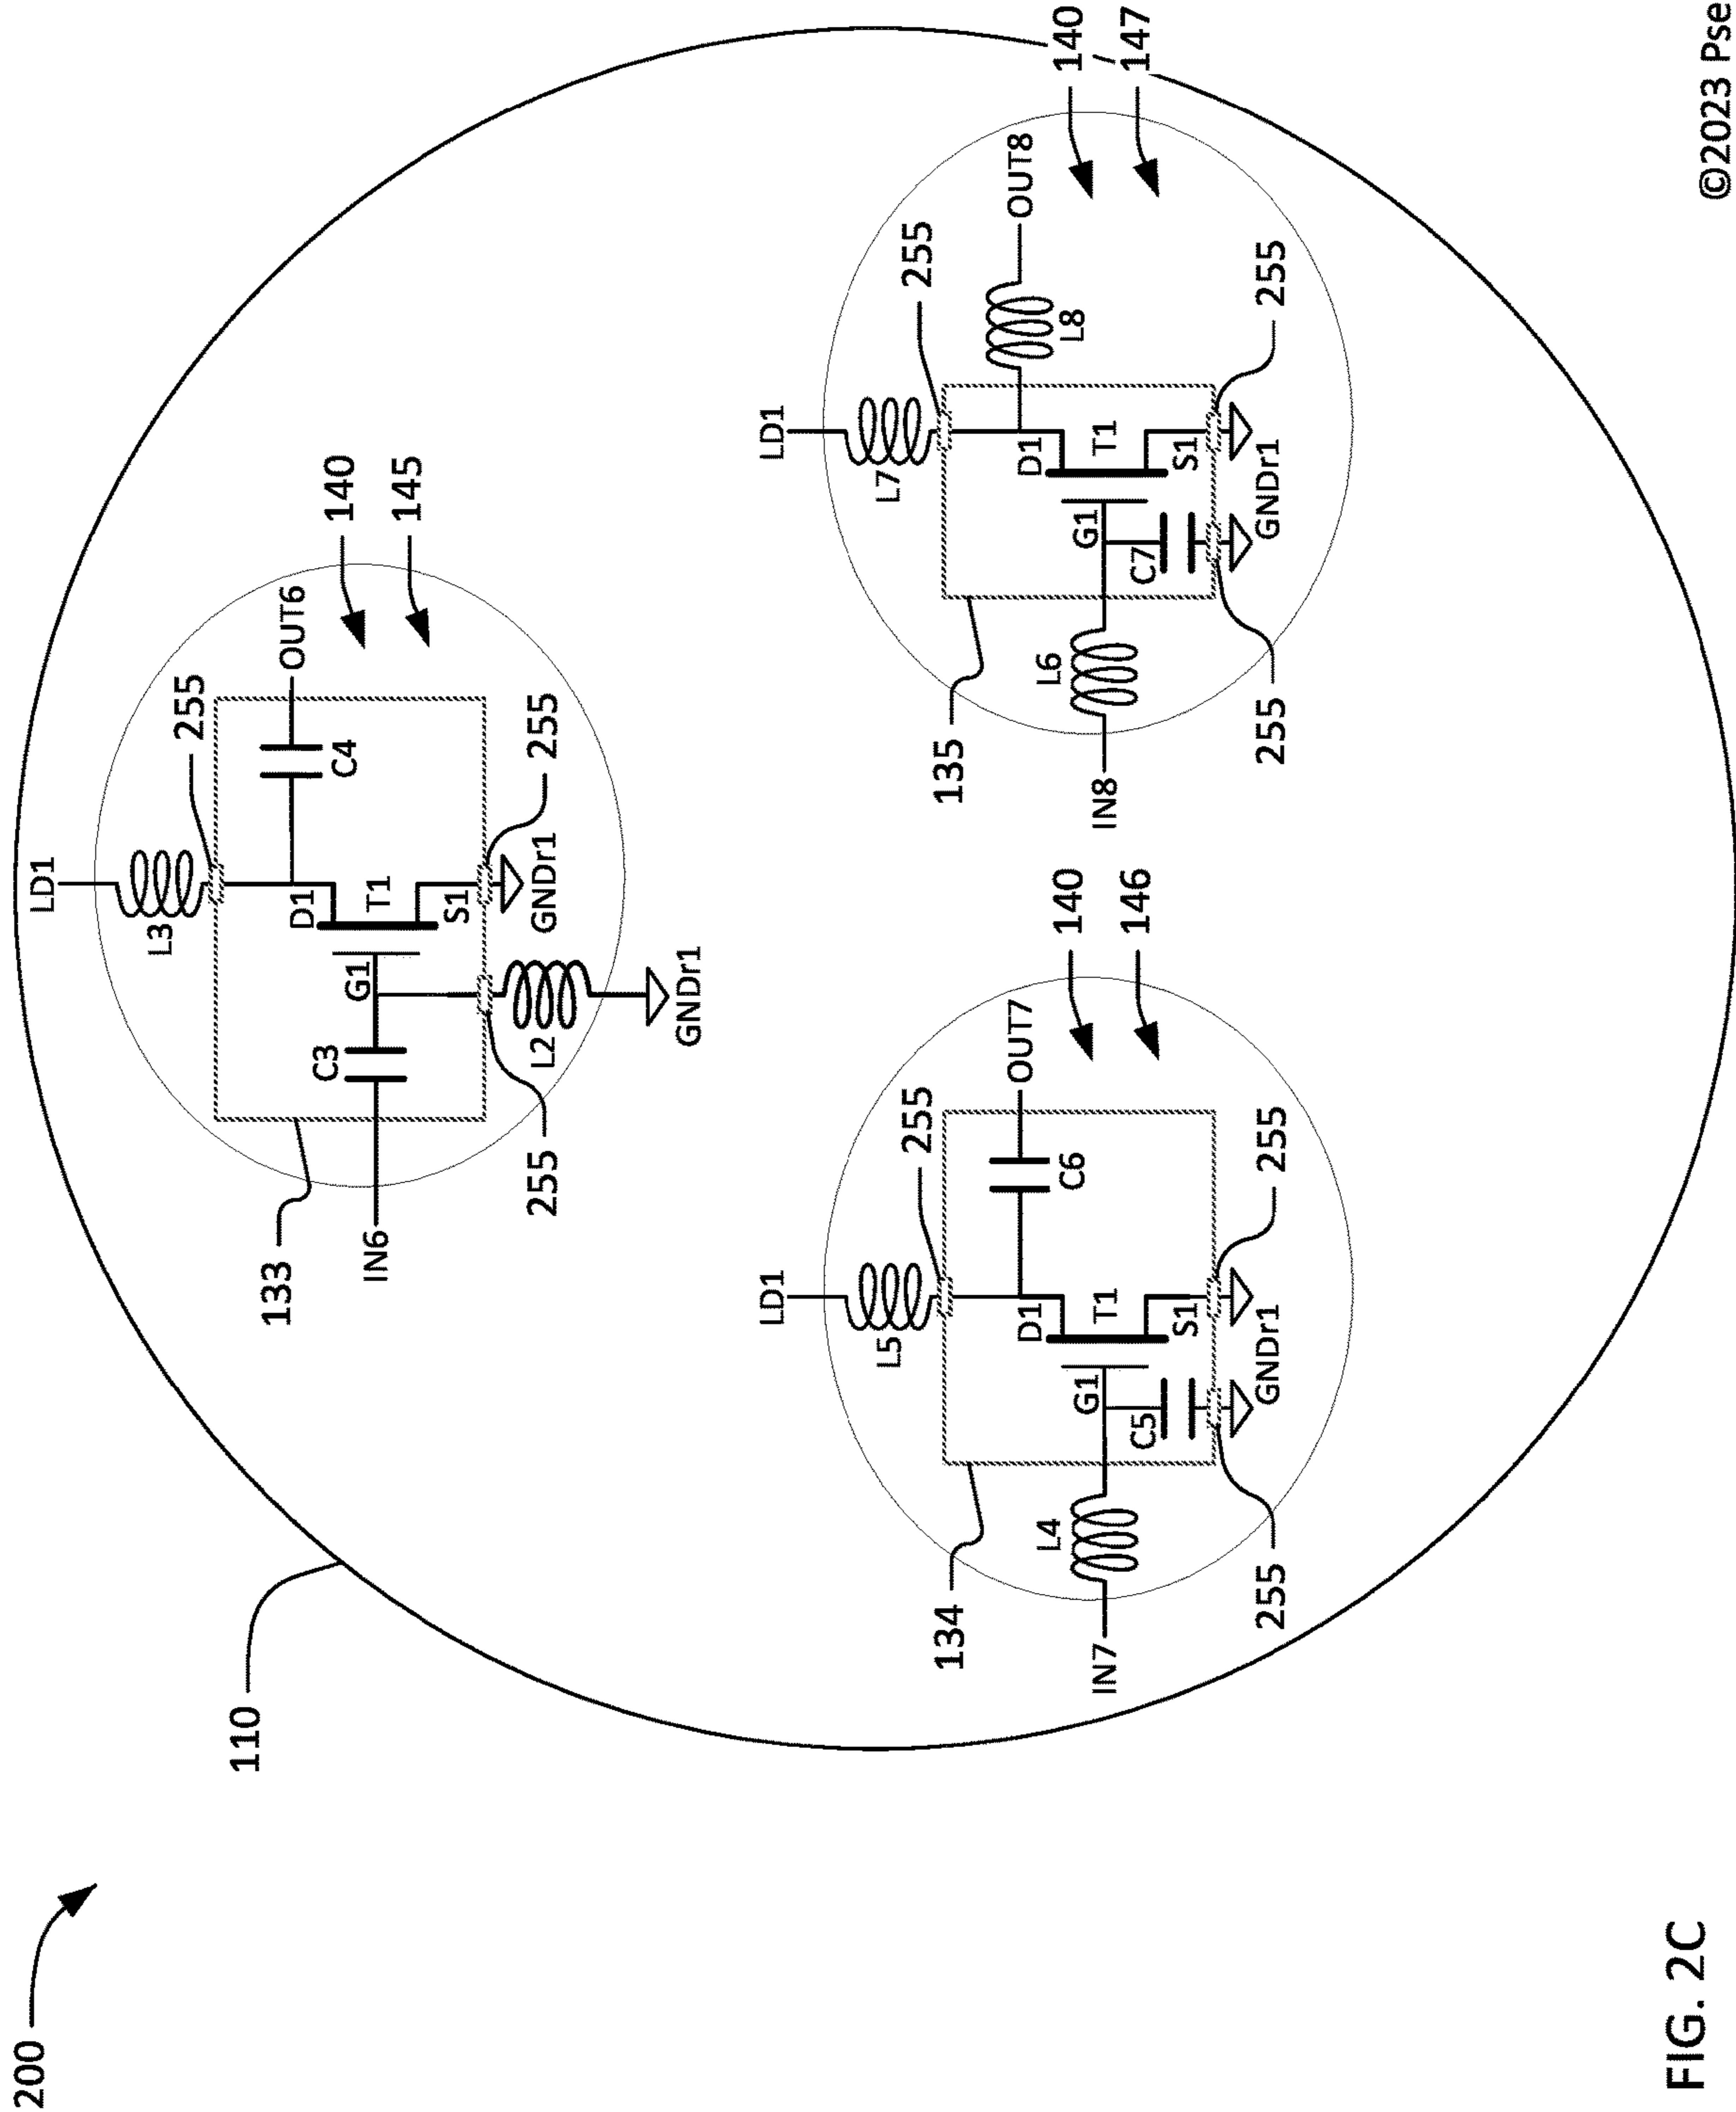 200
110
LD1
L3
255
133
C4
OUT6
140
145
D1
T1
G1
C3
IN6
S1
255
GNDr1
255
L2
GNDr1
LD1
L5
255
134
OUT7
140
146
C6
D1
T1
G1
L4
IN7
C5
S1
255
GNDr1
255
LD1
L7
255
135
OUT8
140
147
L8
D1
T1
G1
L6
IN8
C7
S1
255
GNDr1
255
FIG. 2C
©2023 Pse